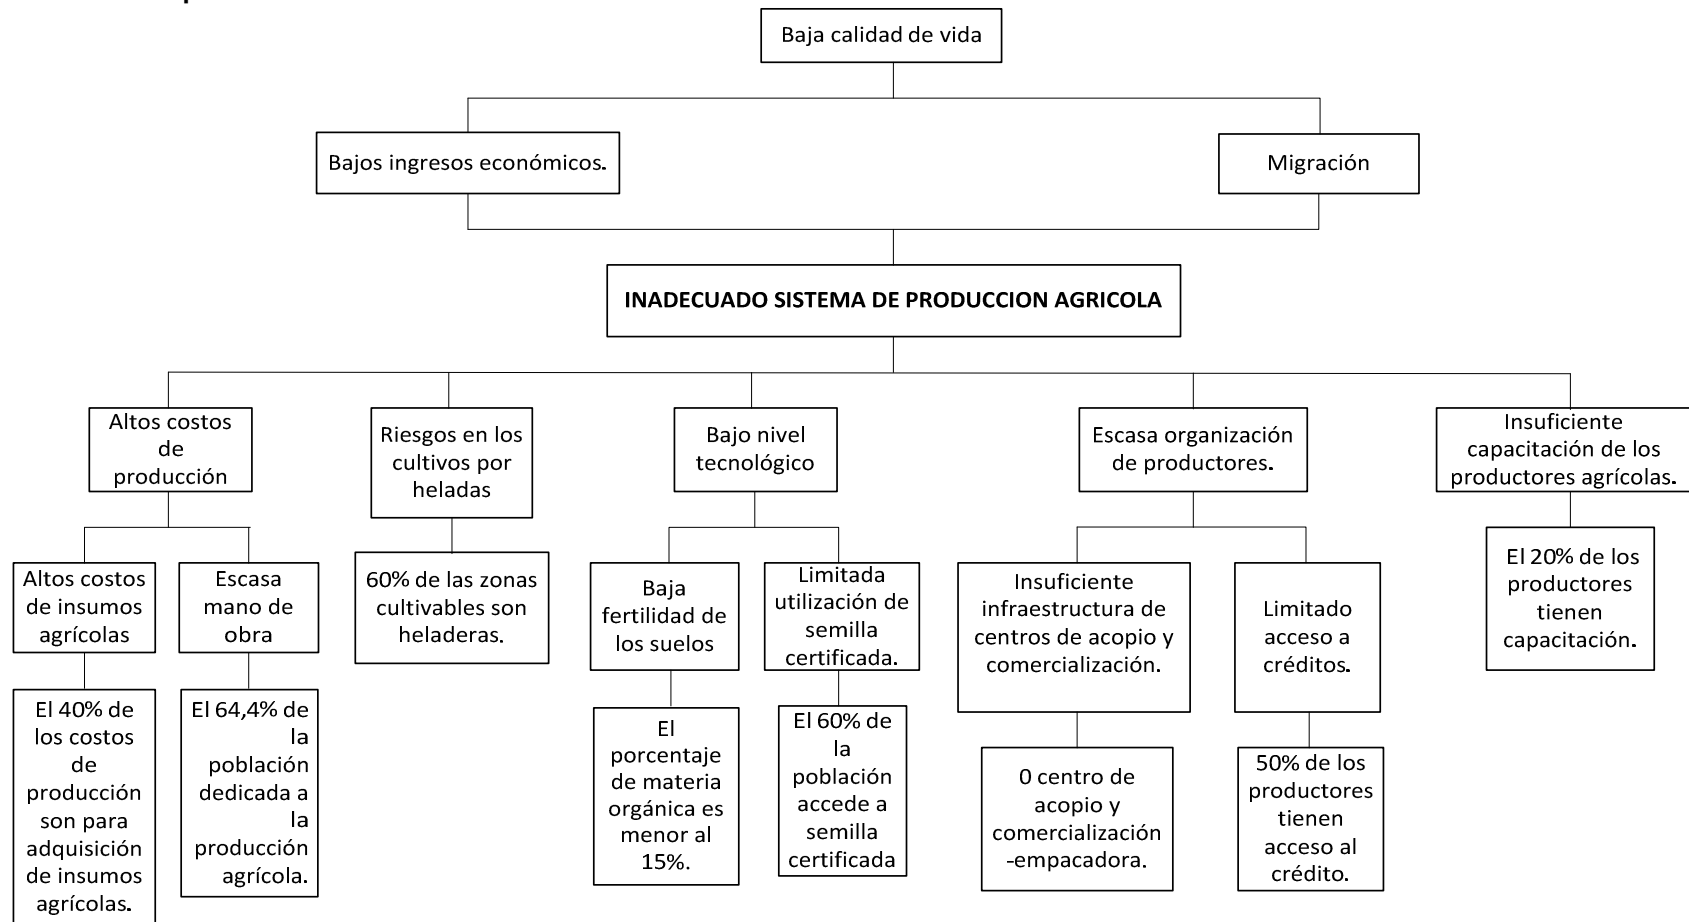 Baja calidad de vida
Bajos ingresos económicos.
Migración
INADECUADO SISTEMA DE PRODUCCION AGRICOLA
Altos costos
de
producción
Riesgos en los
cultivos por
heladas
Bajo nivel
tecnológico
Escasa organización
de productores.
Insuficiente
capacitación de los
productores agrícolas.
Altos costos
de insumos
agrícolas
Escasa
mano de
obra
60% de las zonas
cultivables son
heladeras.
Baja
fertilidad de
los suelos
Limitada
utilización de
semilla
certificada.
Insuficiente
infraestructura de
centros de acopio y
comercialización.
Limitado
acceso a
créditos.
El 20% de los
productores
tienen
capacitación.
El 40% de
los costos
de
producción
son para
adquisición
de insumos
agrícolas.
El 64,4% de
la
población
dedicada a
la
producción
agrícola.
El
porcentaje
de materia
orgánica es
menor al
15%.
El 60% de
la
población
accede a
semilla
certificada
0 centro de
acopio y
comercialización
-empacadora.
50% de los
productores
tienen
acceso al
crédito.